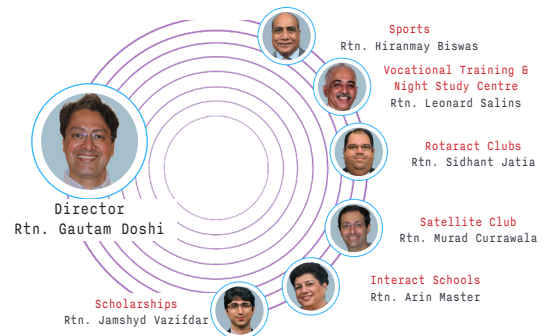 Sports
Rtn. Hiranmay Biswas
Vocational Training &
Night Study Centre
Rtn. Leonard Salins
Rotaract Clubs
Rtn. Sidhant Jatia
Director
Rtn. Gautam Doshi
Satellite Club
Rtn. Murad Currawala
Interact Schools
Rtn. Arin Master
Scholarships
Rtn. Jamshyd Vazifdar